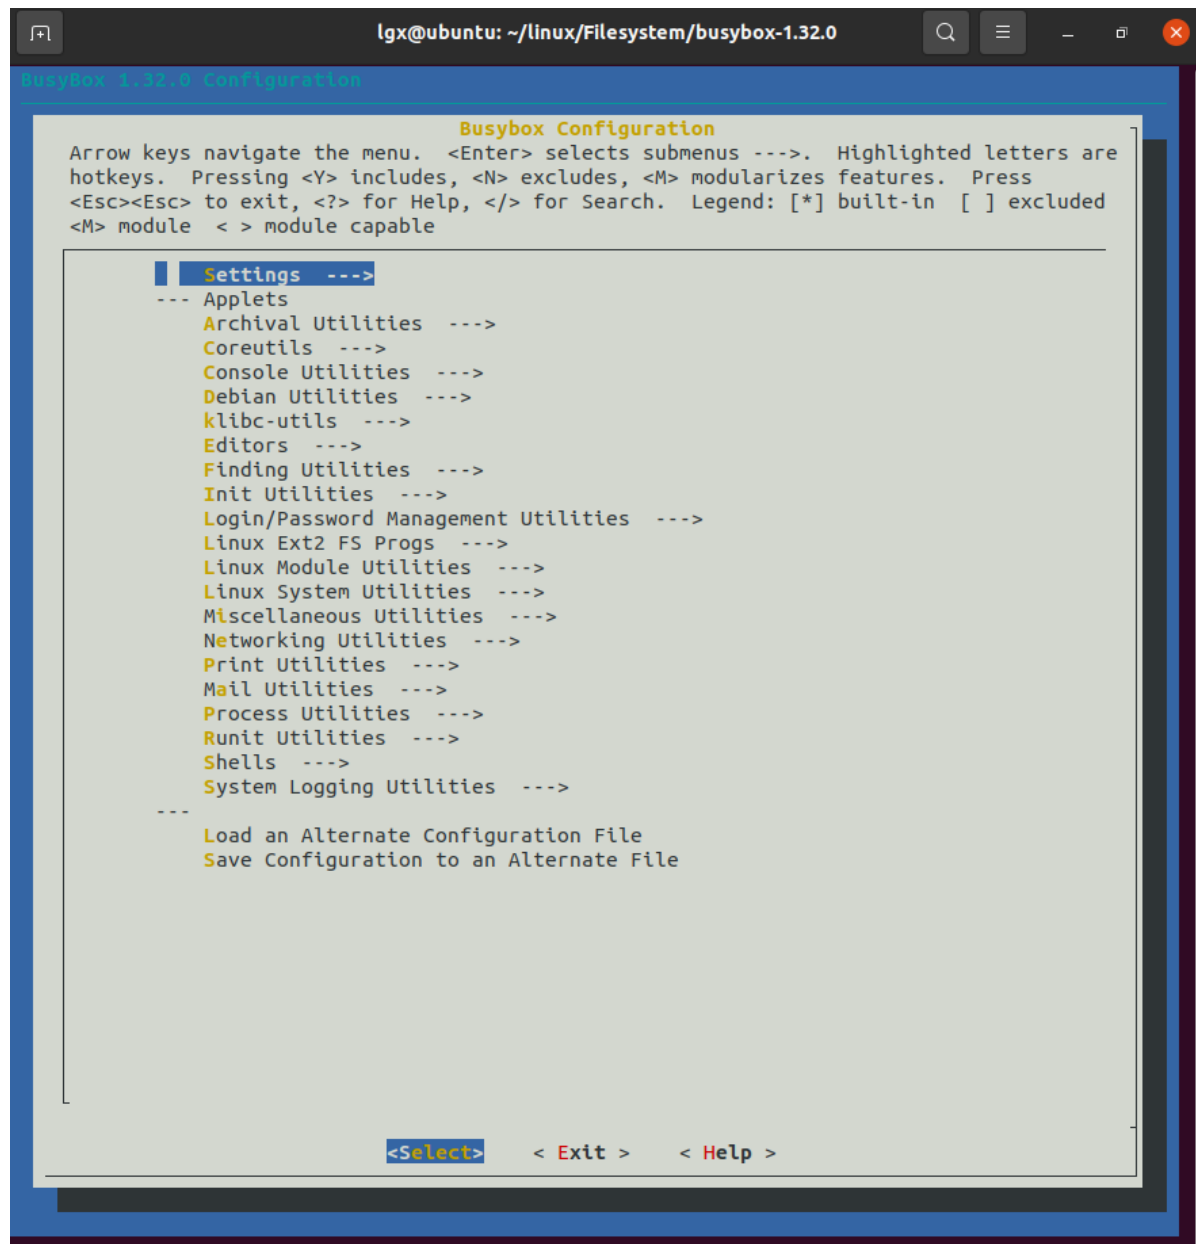 lgx@ubuntu: ~/linux/Filesystem/busybox-1.32.0
BusyBox 1.32.0 Configuration
Busybox Configuration
Arrow keys navigate the menu.  <Enter> selects submenus --->.  Highlighted letters are
hotkeys.  Pressing <Y> includes, <N> excludes, <M> modularizes features.  Press
<Esc><Esc> to exit, <?> for Help, </> for Search.  Legend: [*] built-in  [ ] excluded
<M> module  < > module capable
Settings  --->
--- Applets
Archival Utilities  --->
Coreutils  --->
Console Utilities  --->
Debian Utilities  --->
klibc-utils  --->
Editors  --->
Finding Utilities  --->
Init Utilities  --->
Login/Password Management Utilities  --->
Linux Ext2 FS Progs  --->
Linux Module Utilities  --->
Linux System Utilities  --->
Miscellaneous Utilities  --->
Networking Utilities  --->
Print Utilities  --->
Mail Utilities  --->
Process Utilities  --->
Runit Utilities  --->
Shells  --->
System Logging Utilities  --->
---
Load an Alternate Configuration File
Save Configuration to an Alternate File
<Select>    < Exit >    < Help >